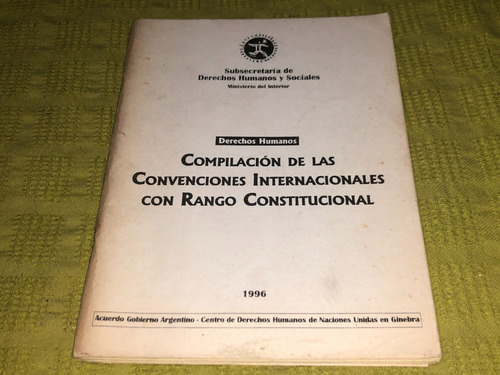 Subsecretaría de
Derechos Humanos y Sociales
Ministerio del Interior
Derechos Humanos
COMPILACIÓN DE LAS
CONVENCIONES INTERNACIONALES
CON RANGO CONSTITUCIONAL
1996
Acuerdo Gobierno Argentino - Centro de Derechos Humanos de Naciones Unidas en Ginebra